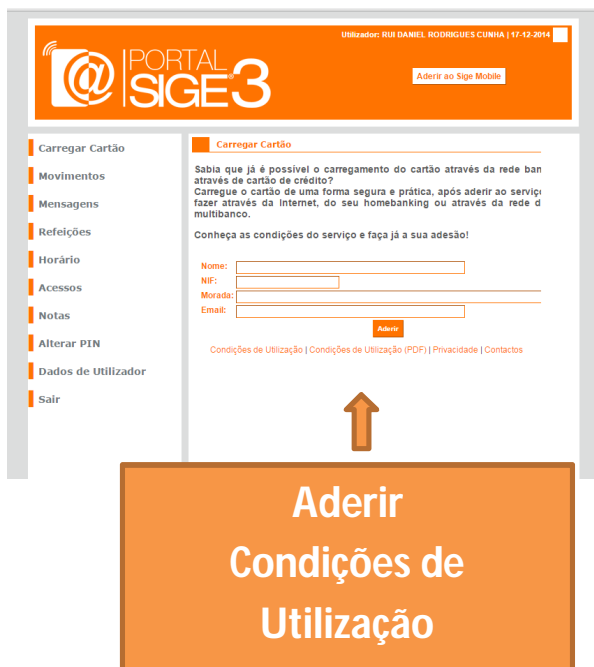 Utilizador: RUI DANIEL RODRIGUES CUNHA | 17-12-2014
PORTAL
SIGE3
Aderir ao Sige Mobile
Carregar Cartão
Movimentos
Mensagens
Refeições
Horário
Acessos
Notas
Alterar PIN
Dados de Utilizador
Sair
Carregar Cartão
Sabia que já é possível o carregamento do cartão através da rede ban
através de cartão de crédito?
Carregue o cartão de uma forma segura e prática, após aderir ao serviço
fazer através da Internet, do seu homebanking ou através da rede d
multibanco.
Conheça as condições do serviço e faça já a sua adesão!
Nome:
NIF:
Morada:
Email:
Aderir
Condições de Utilização | Condições de Utilização (PDF) | Privacidade | Contactos
Aderir
Condições de
Utilização